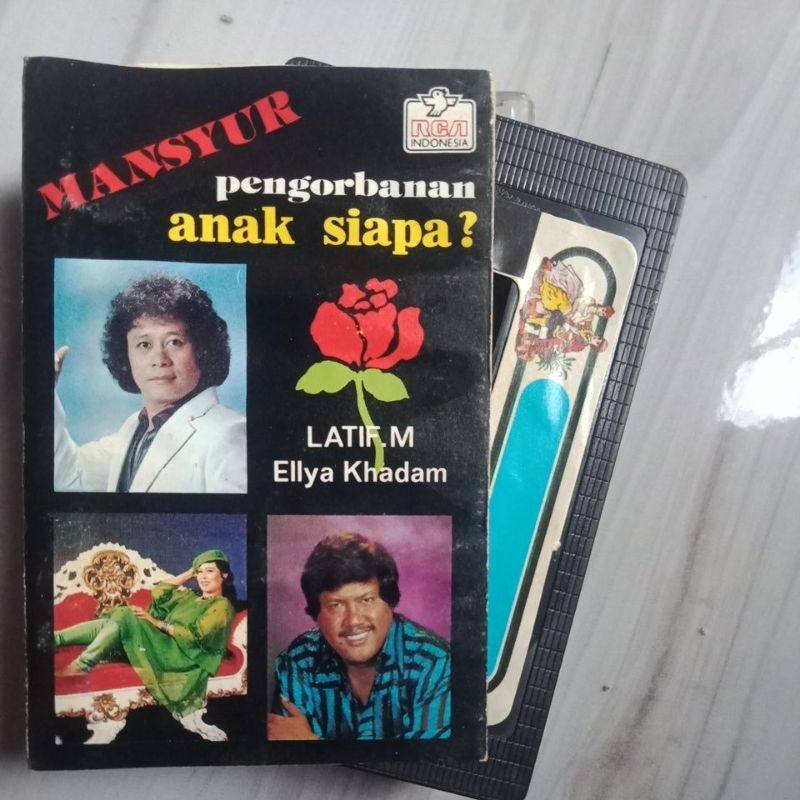 MANSYUR
RCA
INDONESIA
pengorbanan
anak siapa?
LATIF.M
Ellya Khadam